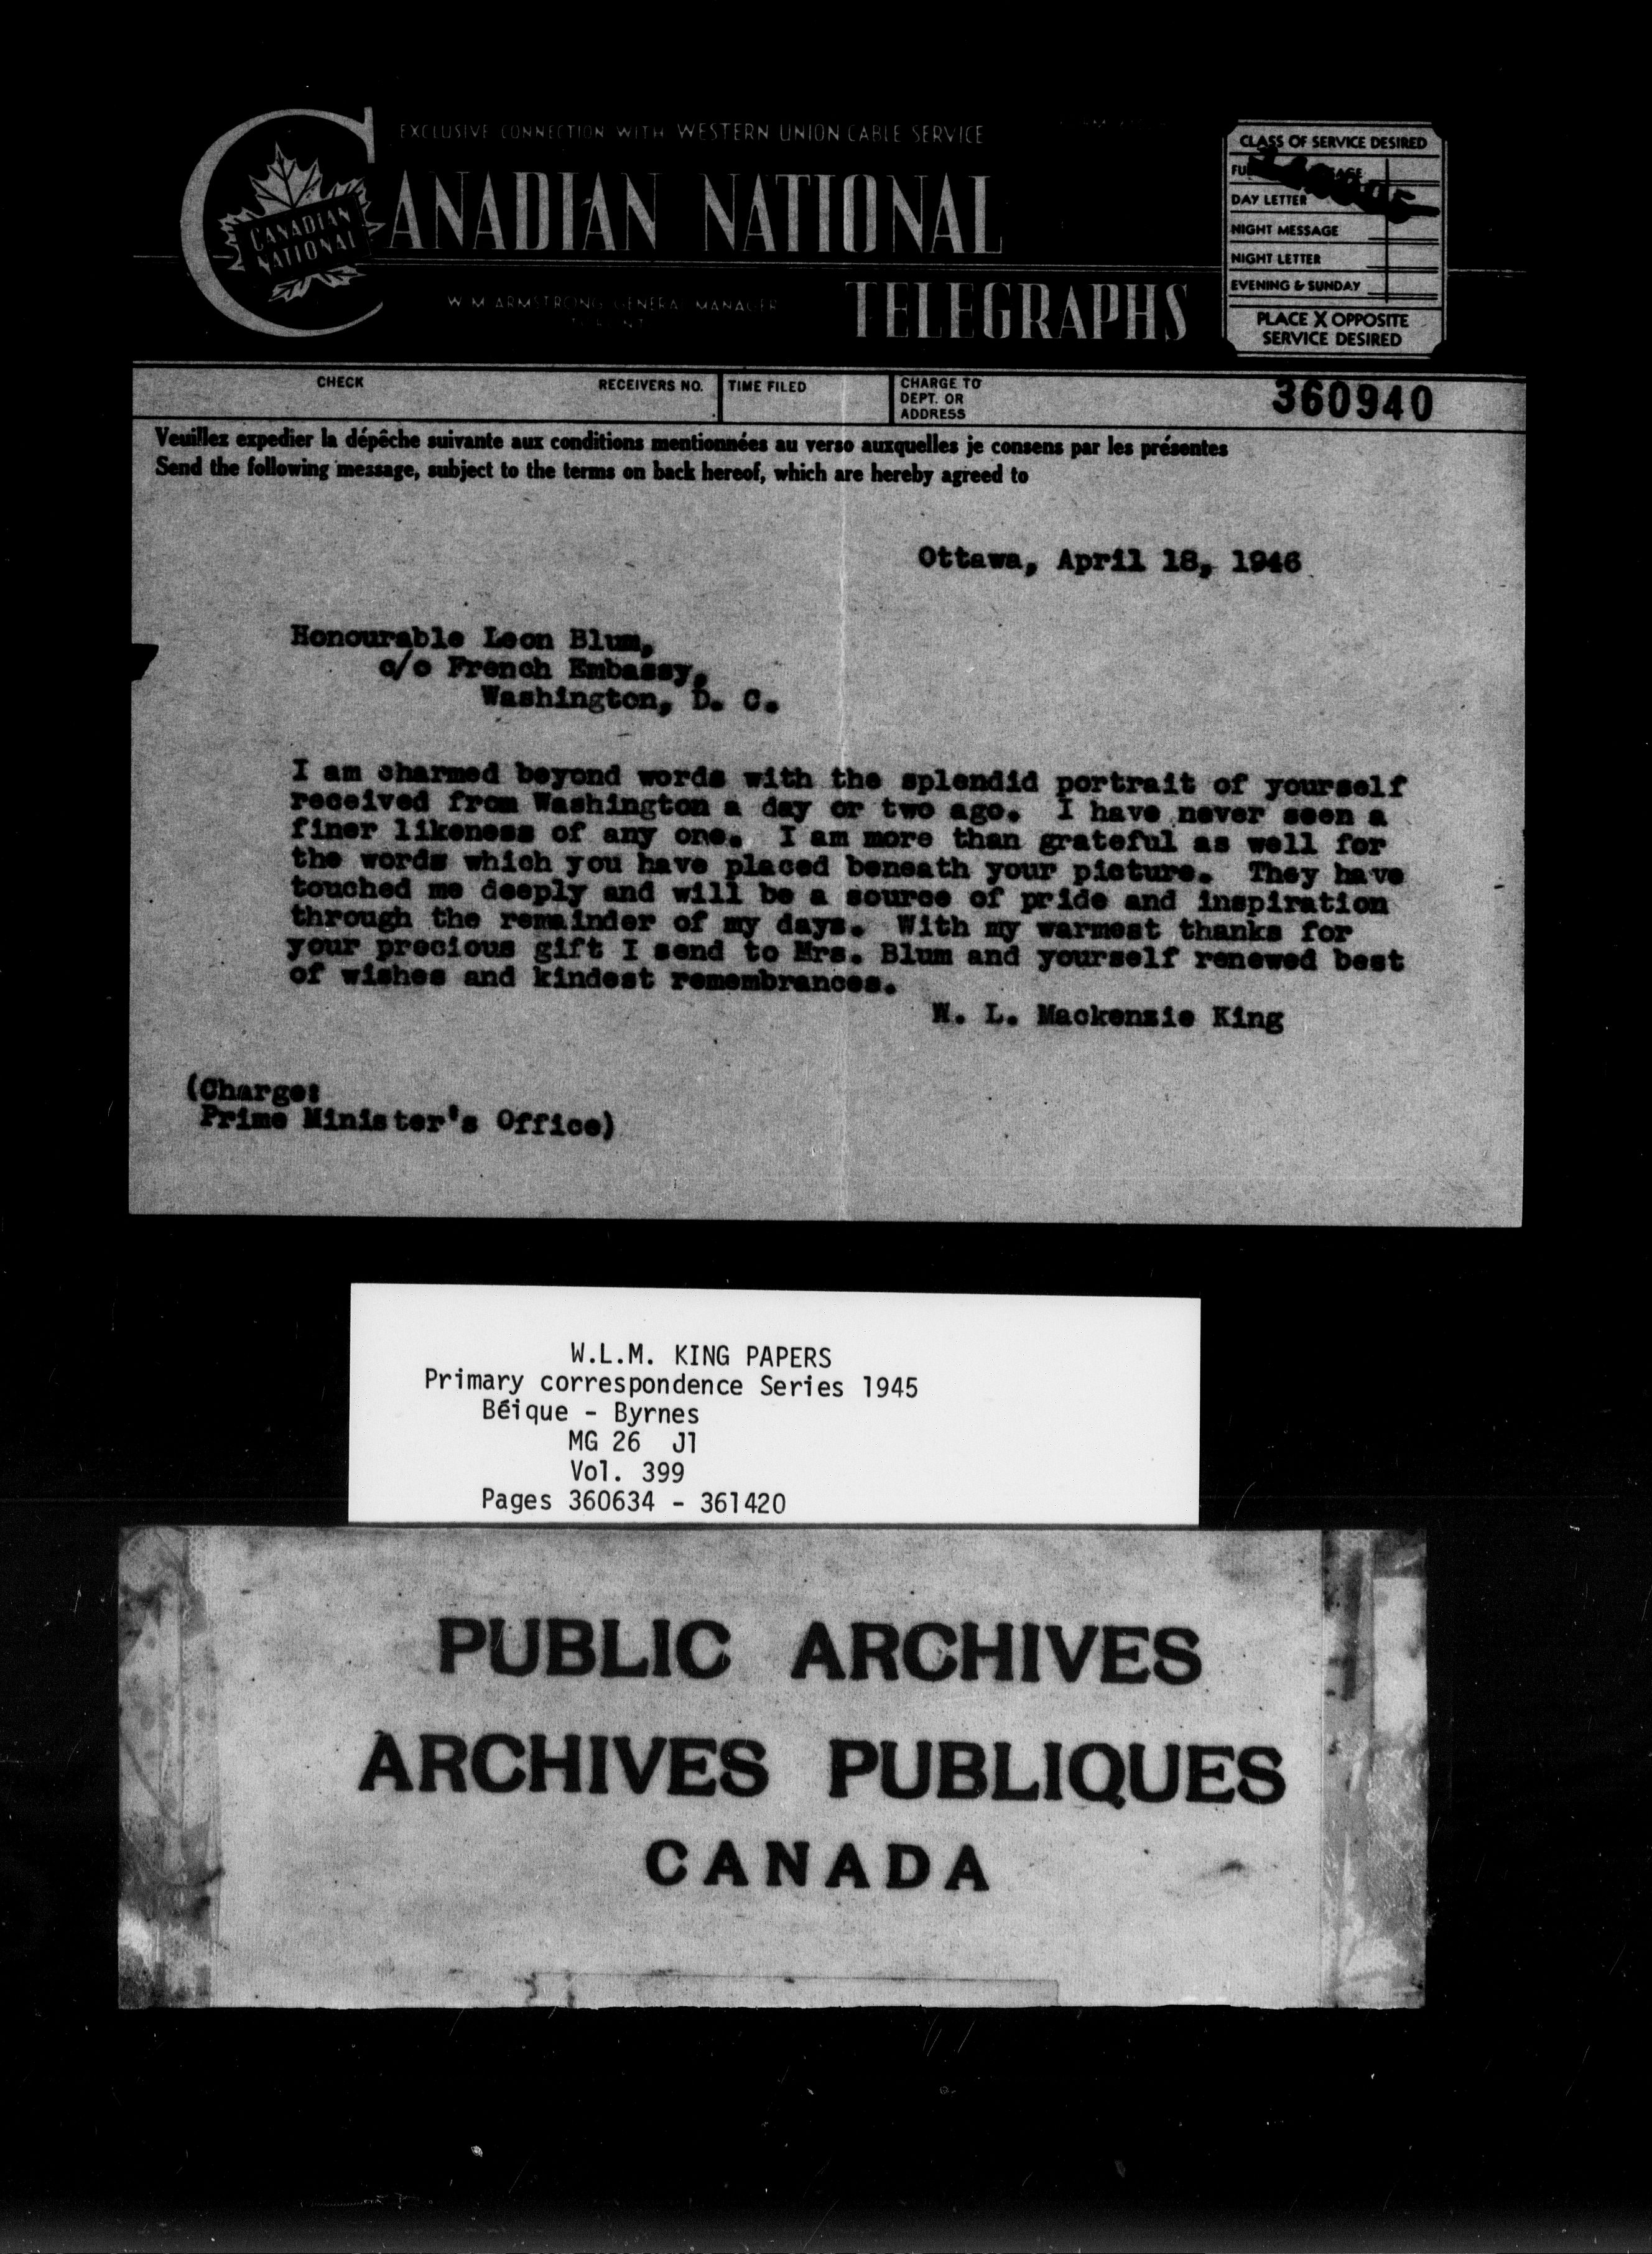 EXCLUSIVE CONNECTION WITH WESTERN UNION CABLE SERVICE
CANADIAN NATIONAL
CANADIAN
NATIONAL
TELEGRAPHS
W. M. ARMSTRONG, GENERAL MANAGER
CLASS OF SERVICE DESIRED
DAY LETTER
NIGHT MESSAGE
NIGHT LETTER
EVENING & SUNDAY
PLACE X OPPOSITE
SERVICE DESIRED
CHECK
RECEIVERS NO.
TIME FILED
CHARGE TO
DEPT. OR
ADDRESS
360940
Veuillez expedier la dépêche suivante aux conditions mentionnées au verso auxquelles je consens par les présentes
Send the following message, subject to the terms on back hereof, which are hereby agreed to
Ottawa, April 18, 1946
Honourable Leon Blum,
c/o French Embassy,
Washington, D. C.
I am charmed beyond words with the splendid portrait of yourself
received from Washington a day or two ago. I have never seen a
finer likeness of any one. I am more than grateful as well for
the words which you have placed beneath your picture. They have
touched me deeply and will be a source of pride and inspiration
through the remainder of my days. With my warmest thanks for
your precious gift I send to Mrs. Blum and yourself renewed best
of wishes and kindest remembrances.
W. L. Mackenzie King
(Charge:
Prime Minister's Office)
W.L.M. KING PAPERS
Primary correspondence Series 1945
Béique - Byrnes
MG 26 J1
Vol. 399
Pages 360634 - 361420
PUBLIC ARCHIVES
ARCHIVES PUBLIQUES
CANADA